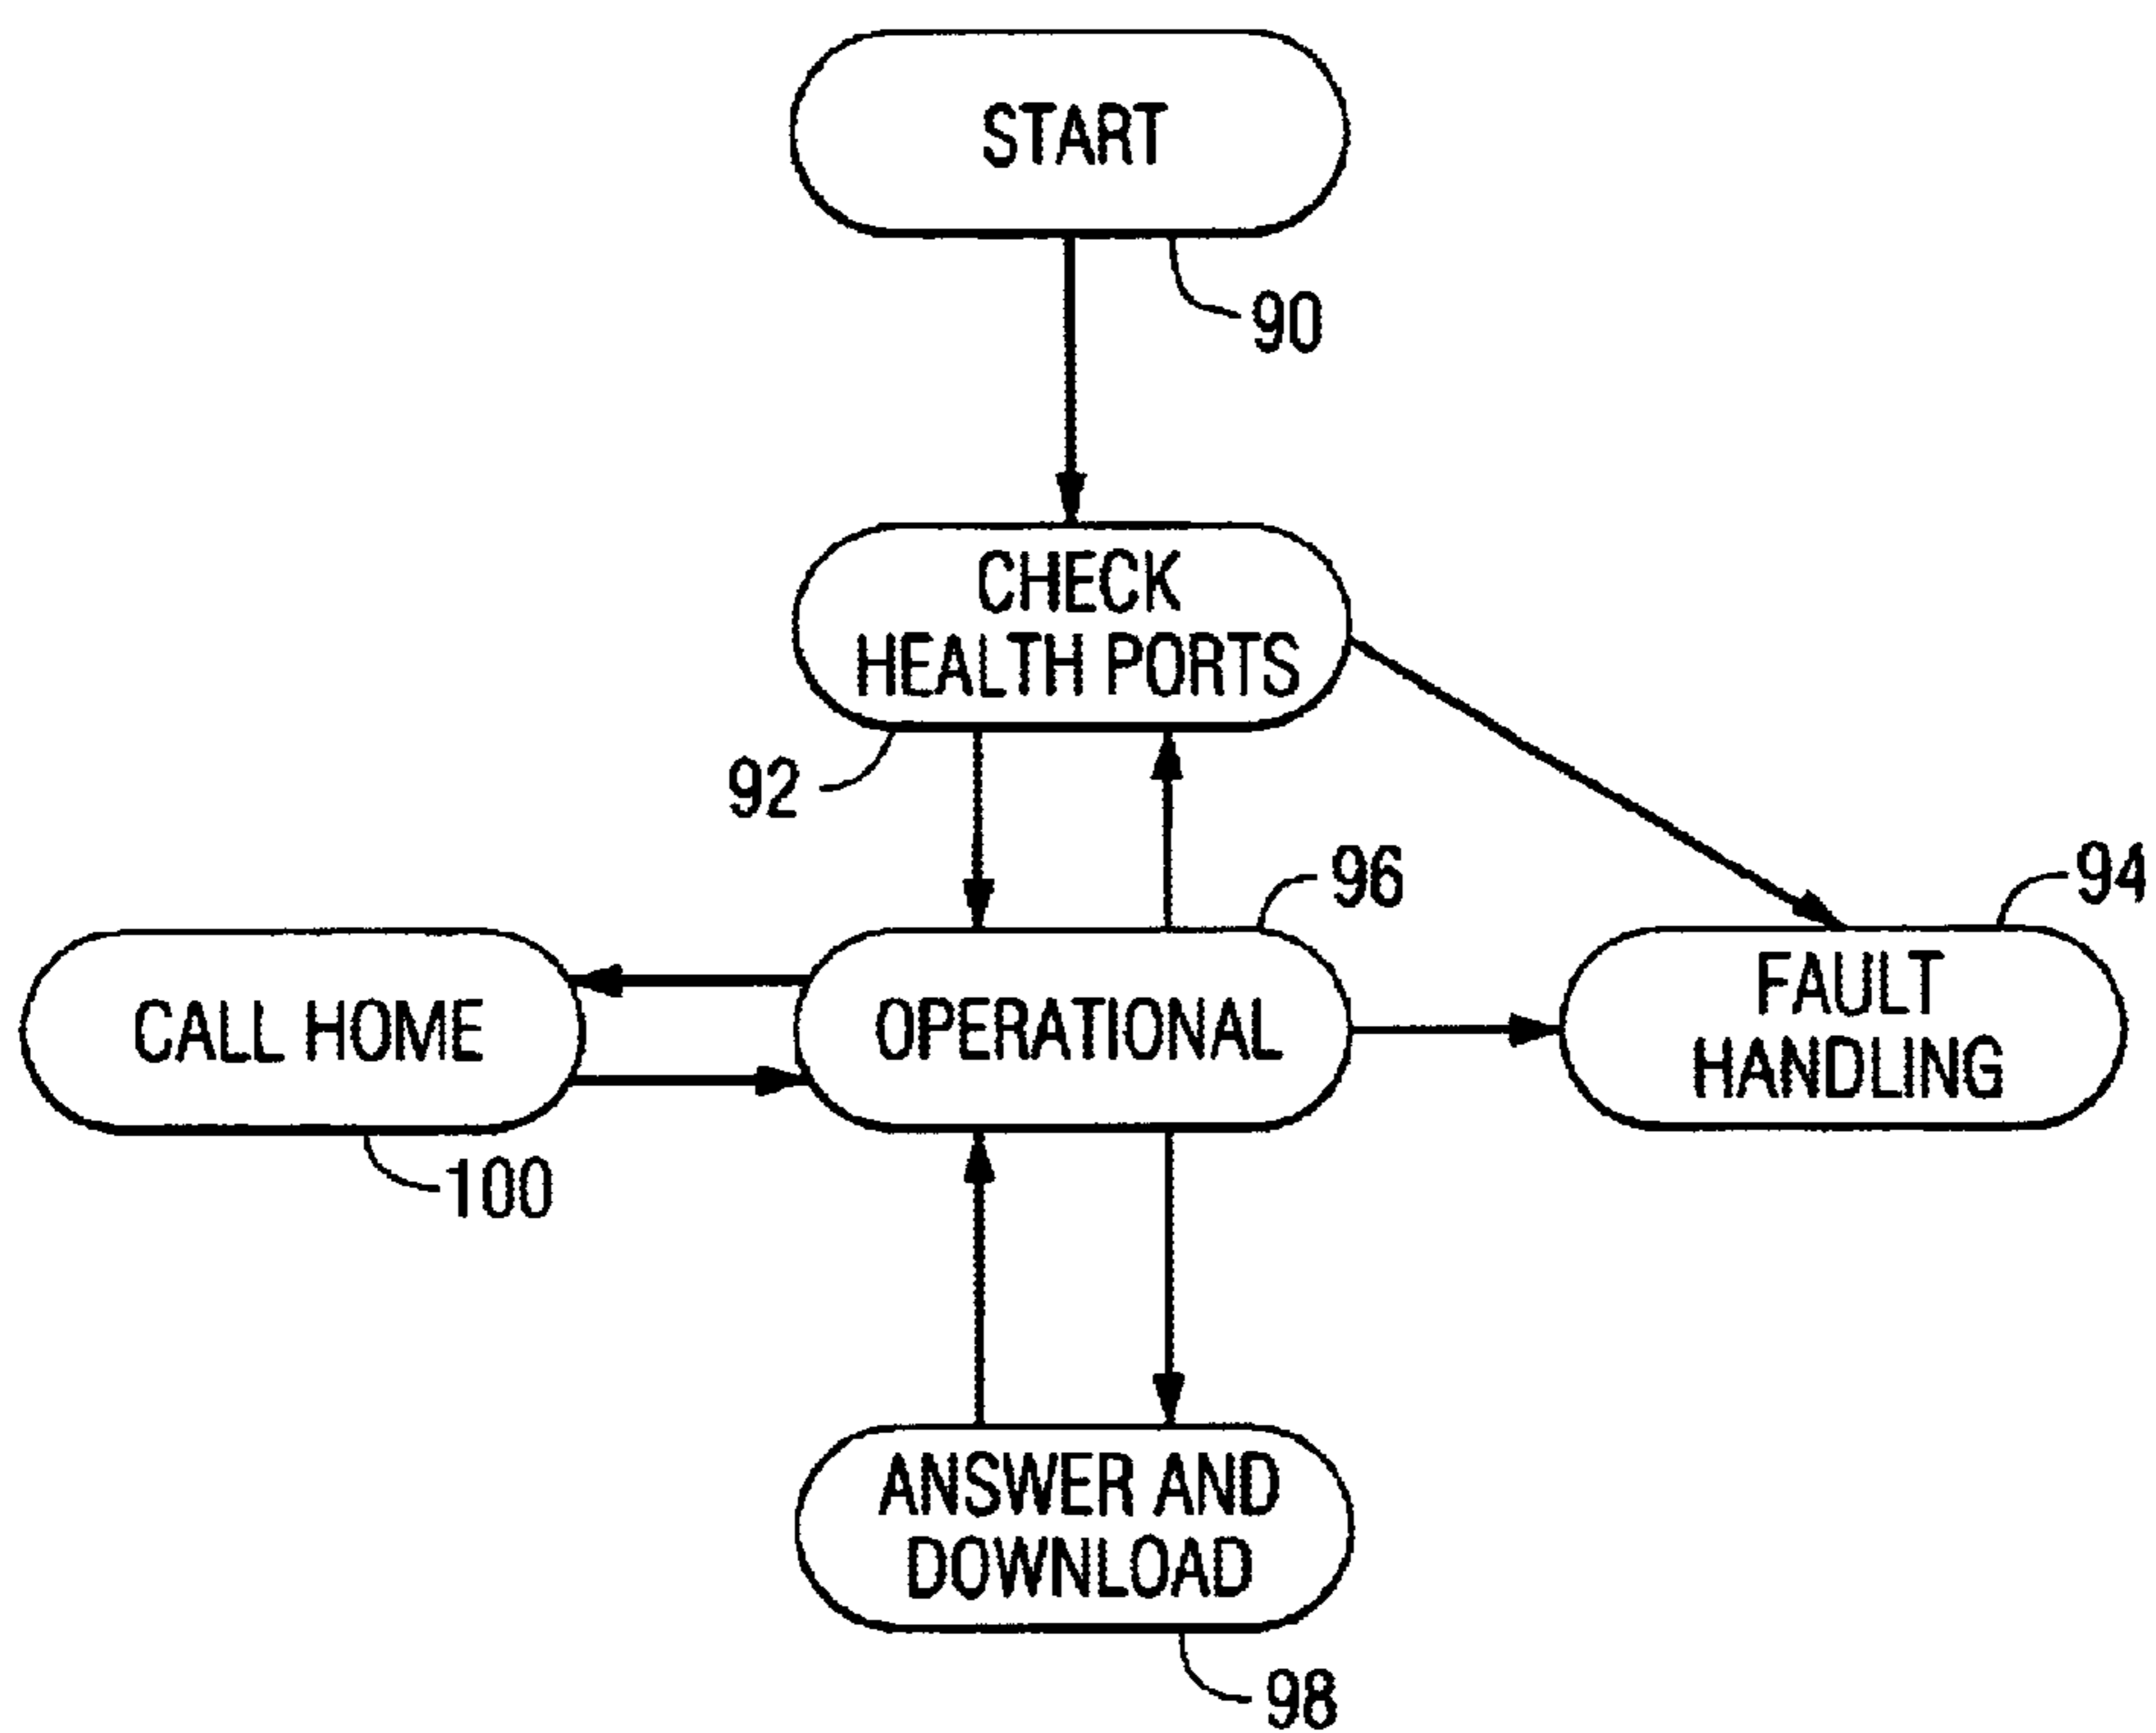 START
90
CHECK
HEALTH PORTS
92
96
94
CALL HOME
OPERATIONAL
FAULT
HANDLING
100
ANSWER AND
DOWNLOAD
98